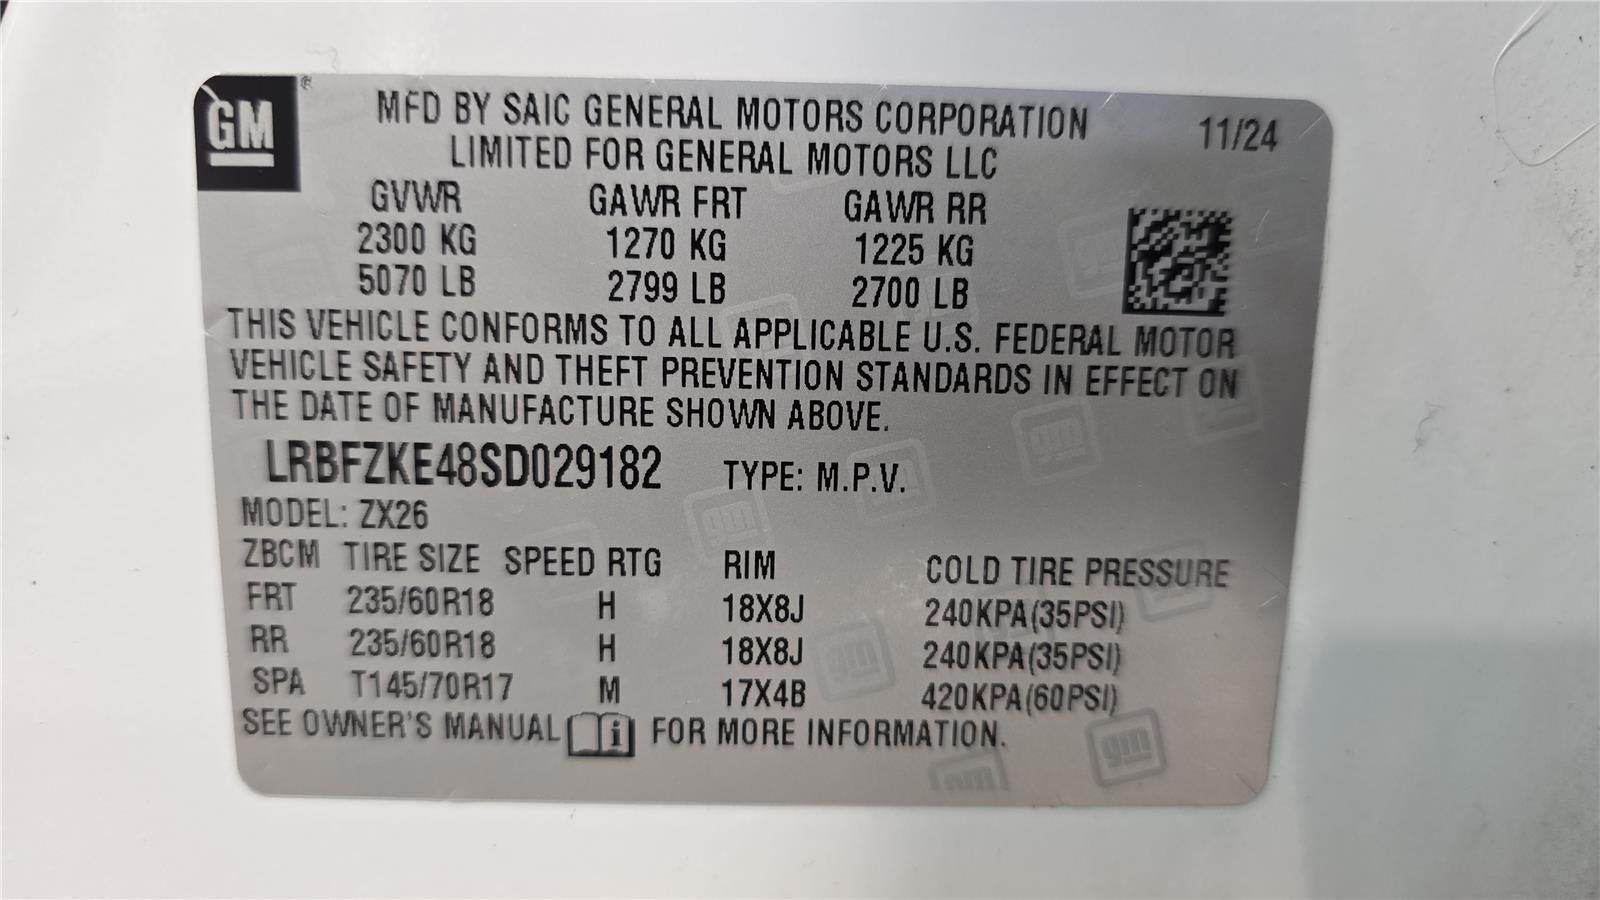 GM ®
MFD BY SAIC GENERAL MOTORS CORPORATION
LIMITED FOR GENERAL MOTORS LLC
11/24
GVWR GAWR FRT GAWR RR
2300 KG 1270 KG 1225 KG
5070 LB 2799 LB 2700 LB
THIS VEHICLE CONFORMS TO ALL APPLICABLE U.S. FEDERAL MOTOR
VEHICLE SAFETY AND THEFT PREVENTION STANDARDS IN EFFECT ON
THE DATE OF MANUFACTURE SHOWN ABOVE.
LRBFZKE48SD029182 TYPE: M.P.V.
MODEL: ZX26
ZBCM TIRE SIZE SPEED RTG RIM COLD TIRE PRESSURE
FRT 235/60R18 H 18X8J 240KPA(35PSI)
RR 235/60R18 H 18X8J 240KPA(35PSI)
SPA T145/70R17 M 17X4B 420KPA(60PSI)
SEE OWNER'S MANUAL i FOR MORE INFORMATION.